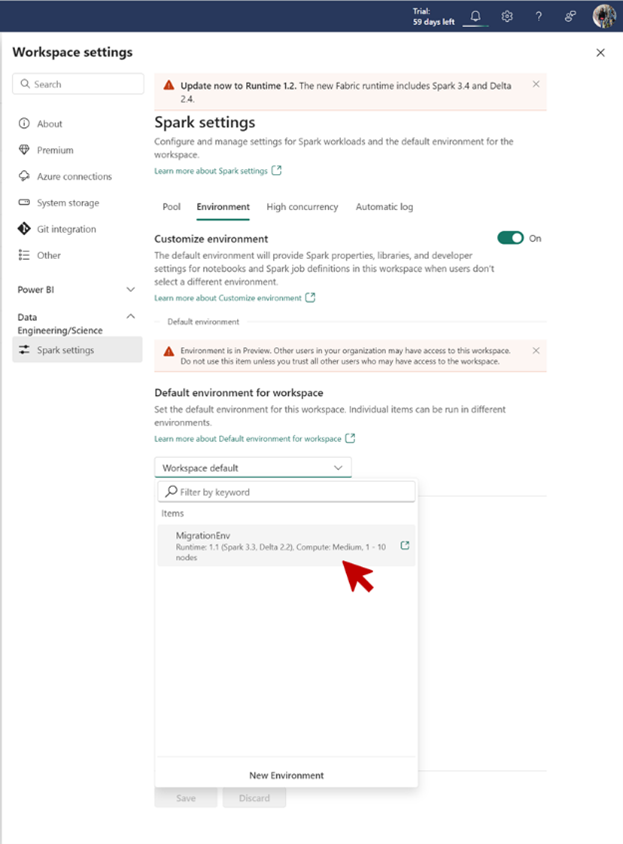 Trial:
59 days left
Workspace settings
Search
Update now to Runtime 1.2. The new Fabric runtime includes Spark 3.4 and Delta
2.4.
About
Premium
Azure connections
System storage
Git integration
Other
Power BI
Data
Engineering/Science
Spark settings
Spark settings
Configure and manage settings for Spark workloads and the default environment for the
workspace.
Learn more about Spark settings
Pool Environment High concurrency Automatic log
Customize environment
On
The default environment will provide Spark properties, libraries, and developer
settings for notebooks and Spark job definitions in this workspace when users don't
select a different environment.
Learn more about Customize environment
Default environment
Environment is in Preview. Other users in your organization may have access to this workspace.
Do not use this item unless you trust all other users who may have access to the workspace.
Default environment for workspace
Set the default environment for this workspace. Individual items can be run in different
environments.
Learn more about Default environment for workspace
Workspace default
Filter by keyword
Items
MigrationEnv
Runtime: 1.1 (Spark 3.3, Delta 2.2), Compute: Medium, 1 - 10
nodes
New Environment
Save Discard